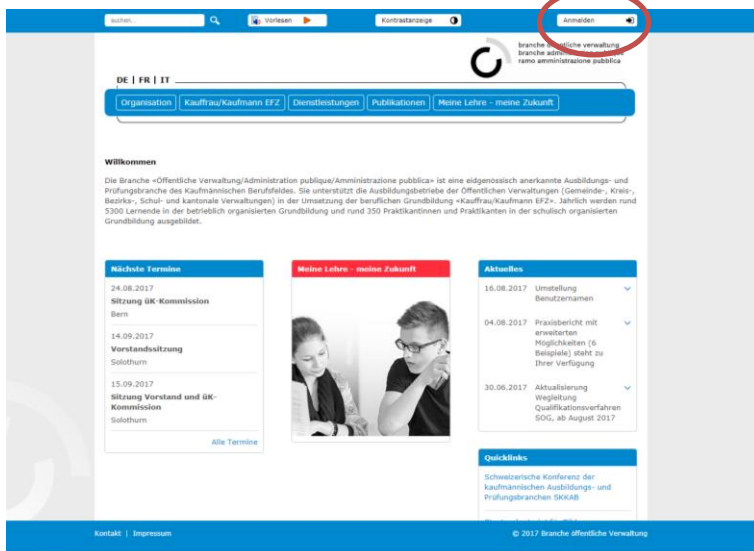 suchen.
Vorlesen
Kontrastanzeige
Anmelden
branche öffentliche verwaltung
branche administration publique
ramo amministrazione pubblica
DE | FR | IT
Organisation
Kauffrau/Kaufmann EFZ
Dienstleistungen
Publikationen
Meine Lehre - meine Zukunft
Willkommen
Die Branche «Öffentliche Verwaltung/Administration publique/Amministrazione pubblica» ist eine eidgenössisch anerkannte Ausbildungs- und
Prüfungsbranche des Kaufmännischen Berufsfeldes. Sie unterstützt die Ausbildungsbetriebe der Öffentlichen Verwaltungen (Gemeinde-, Kreis-,
Bezirks-, Schul- und kantonale Verwaltungen) in der Umsetzung der beruflichen Grundbildung «Kauffrau/Kaufmann EFZ». Jährlich werden rund
5300 Lernende in der betrieblich organisierten Grundbildung und rund 350 Praktikantinnen und Praktikanten in der schulisch organisierten
Grundbildung ausgebildet.
Nächste Termine
24.08.2017
Sitzung üK-Kommission
Bern
14.09.2017
Vorstandssitzung
Solothurn
15.09.2017
Sitzung Vorstand und üK-
Kommission
Solothurn
Alle Termine
Meine Lehre - meine Zukunft
Aktuelles
16.08.2017 Umstellung
Benutzernamen
04.08.2017 Praxisbericht mit
erweiterten
Möglichkeiten (6
Beispiele) steht zu
Ihrer Verfügung
30.06.2017 Aktualisierung
Wegleitung
Qualifikationsverfahren
SOG, ab August 2017
Quicklinks
Schweizerische Konferenz der
kaufmännischen Ausbildungs- und
Prüfungsbranchen SKKAB
Kontakt | Impressum
© 2017 Branche öffentliche Verwaltung